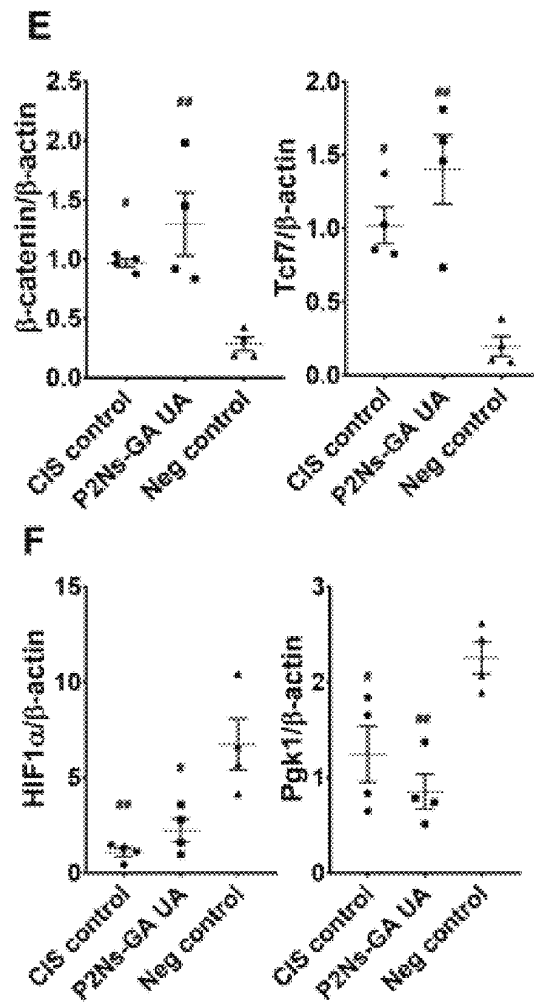 E
β-catenin/β-actin
2.5
2.0
1.5
1.0
0.5
0.0
#
##
CIS control
P2Ns-GA UA
Neg control
Tcf7/β-actin
2.0
1.5
1.0
0.5
0.0
#
##
CIS control
P2Ns-GA UA
Neg control
F
HIF1α/β-actin
15
10
5
0
##
#
CIS control
P2Ns-GA UA
Neg control
Pgk1/β-actin
3
2
1
0
#
##
CIS control
P2Ns-GA UA
Neg control